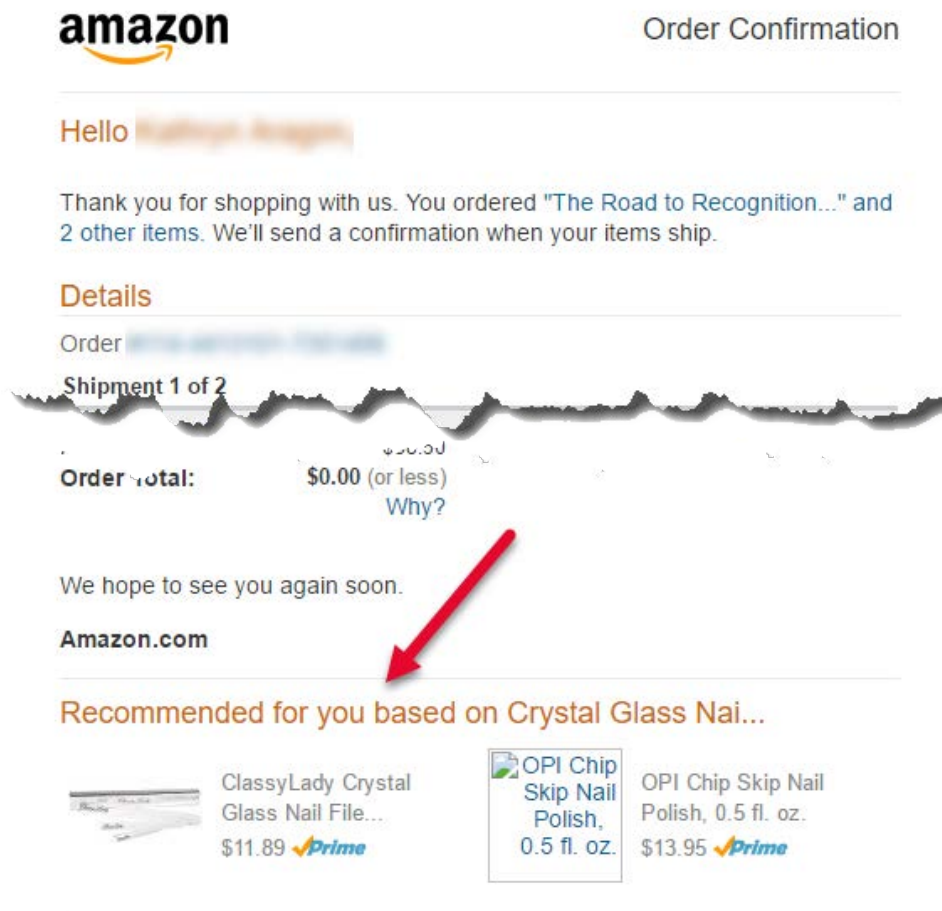 amazon
Order Confirmation
Hello
Thank you for shopping with us. You ordered "The Road to Recognition..." and
2 other items. We'll send a confirmation when your items ship.
Details
Order
Shipment 1 of 2
Order Total: $0.00 (or less)
Why?
We hope to see you again soon.
Amazon.com
Recommended for you based on Crystal Glass Nai...
ClassyLady Crystal
Glass Nail File...
$11.89 Prime
OPI Chip
Skip Nail
Polish,
0.5 fl. oz.
OPI Chip Skip Nail
Polish, 0.5 fl. oz.
$13.95 Prime